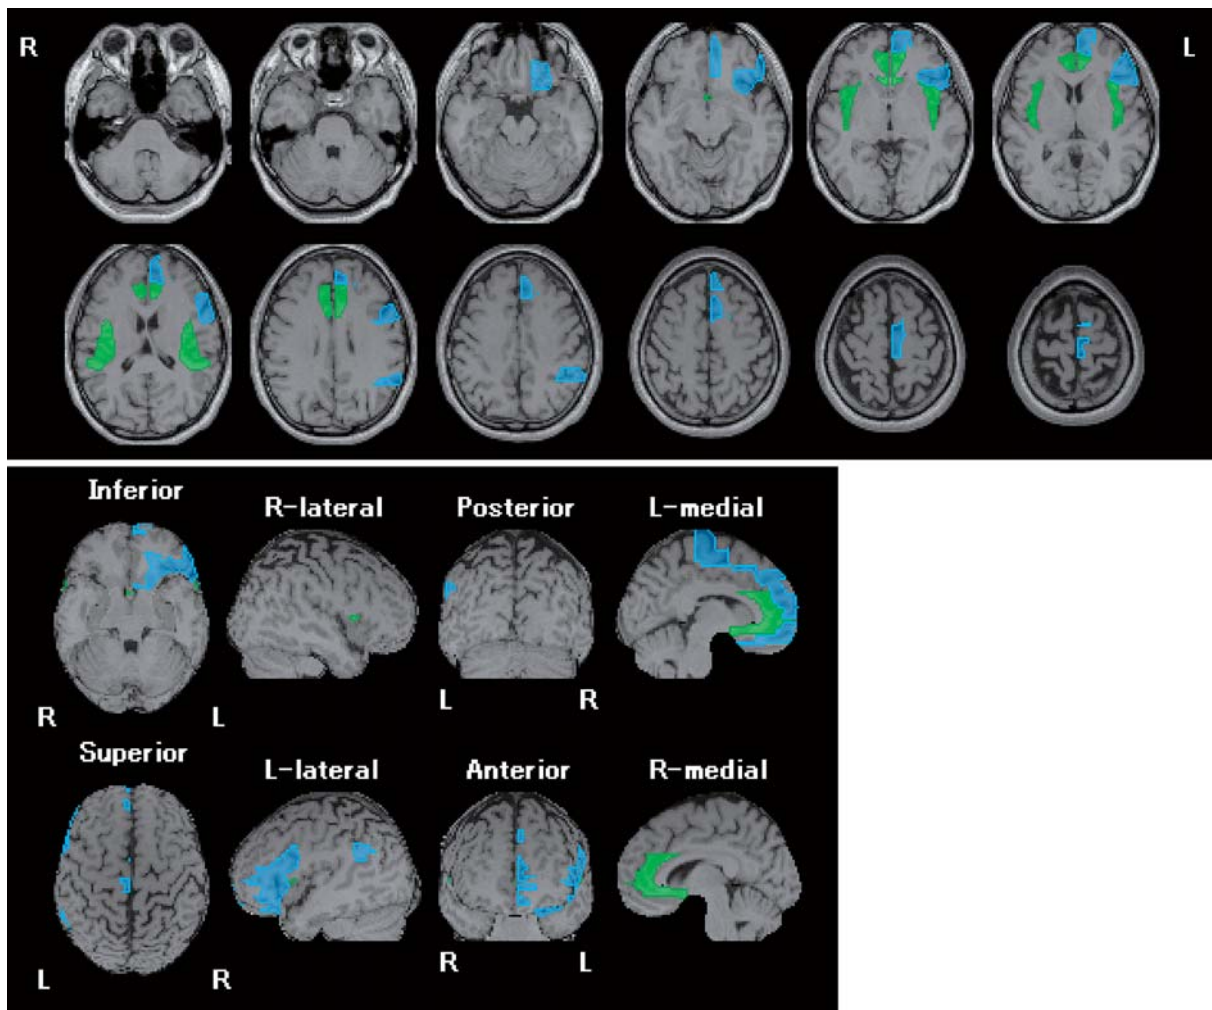 R L
Inferior R-lateral Posterior L-medial
R L L R
Superior L-lateral Anterior R-medial
L R R L